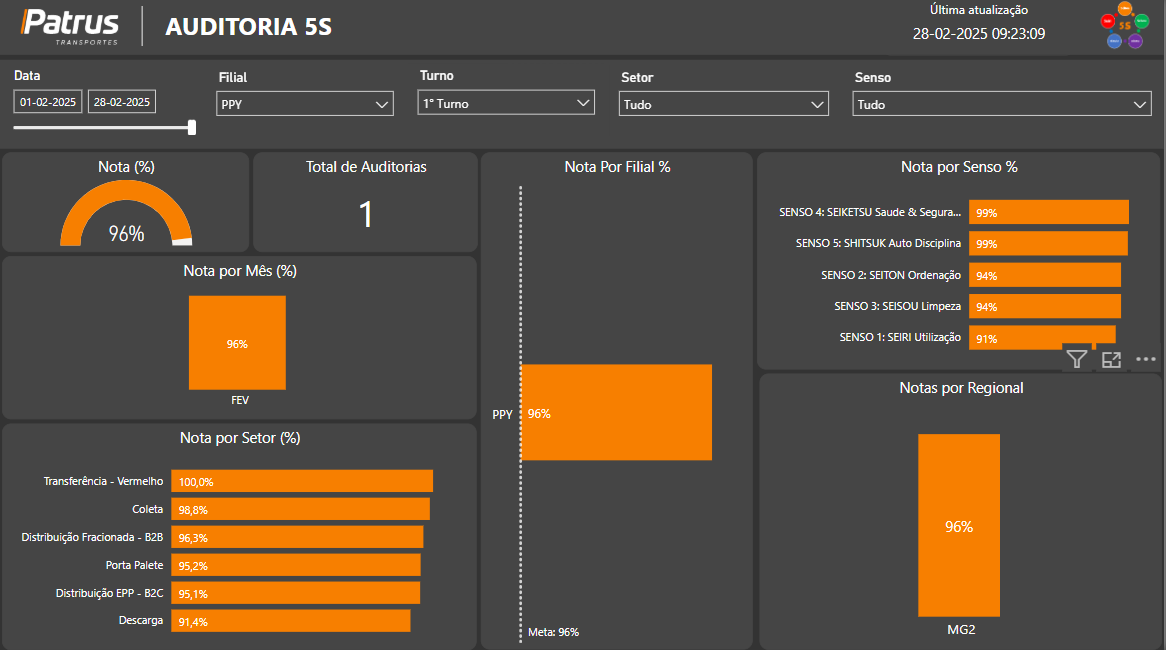 Patrus
TRANSPORTES
AUDITORIA 5S
Última atualização
28-02-2025 09:23:09
5S
Data
01-02-2025
28-02-2025
Filial
PPY
Turno
1° Turno
Setor
Tudo
Senso
Tudo
Nota (%)
96%
Total de Auditorias
1
Nota por Mês (%)
96%
FEV
Nota por Setor (%)
Transferência - Vermelho 100,0%
Coleta 98,8%
Distribuição Fracionada - B2B 96,3%
Porta Palete 95,2%
Distribuição EPP - B2C 95,1%
Descarga 91,4%
Nota Por Filial %
PPY 96%
Meta: 96%
Nota por Senso %
SENSO 4: SEIKETSU Saude & Segura... 99%
SENSO 5: SHITSUK Auto Disciplina 99%
SENSO 2: SEITON Ordenação 94%
SENSO 3: SEISOU Limpeza 94%
SENSO 1: SEIRI Utilização 91%
Notas por Regional
96%
MG2